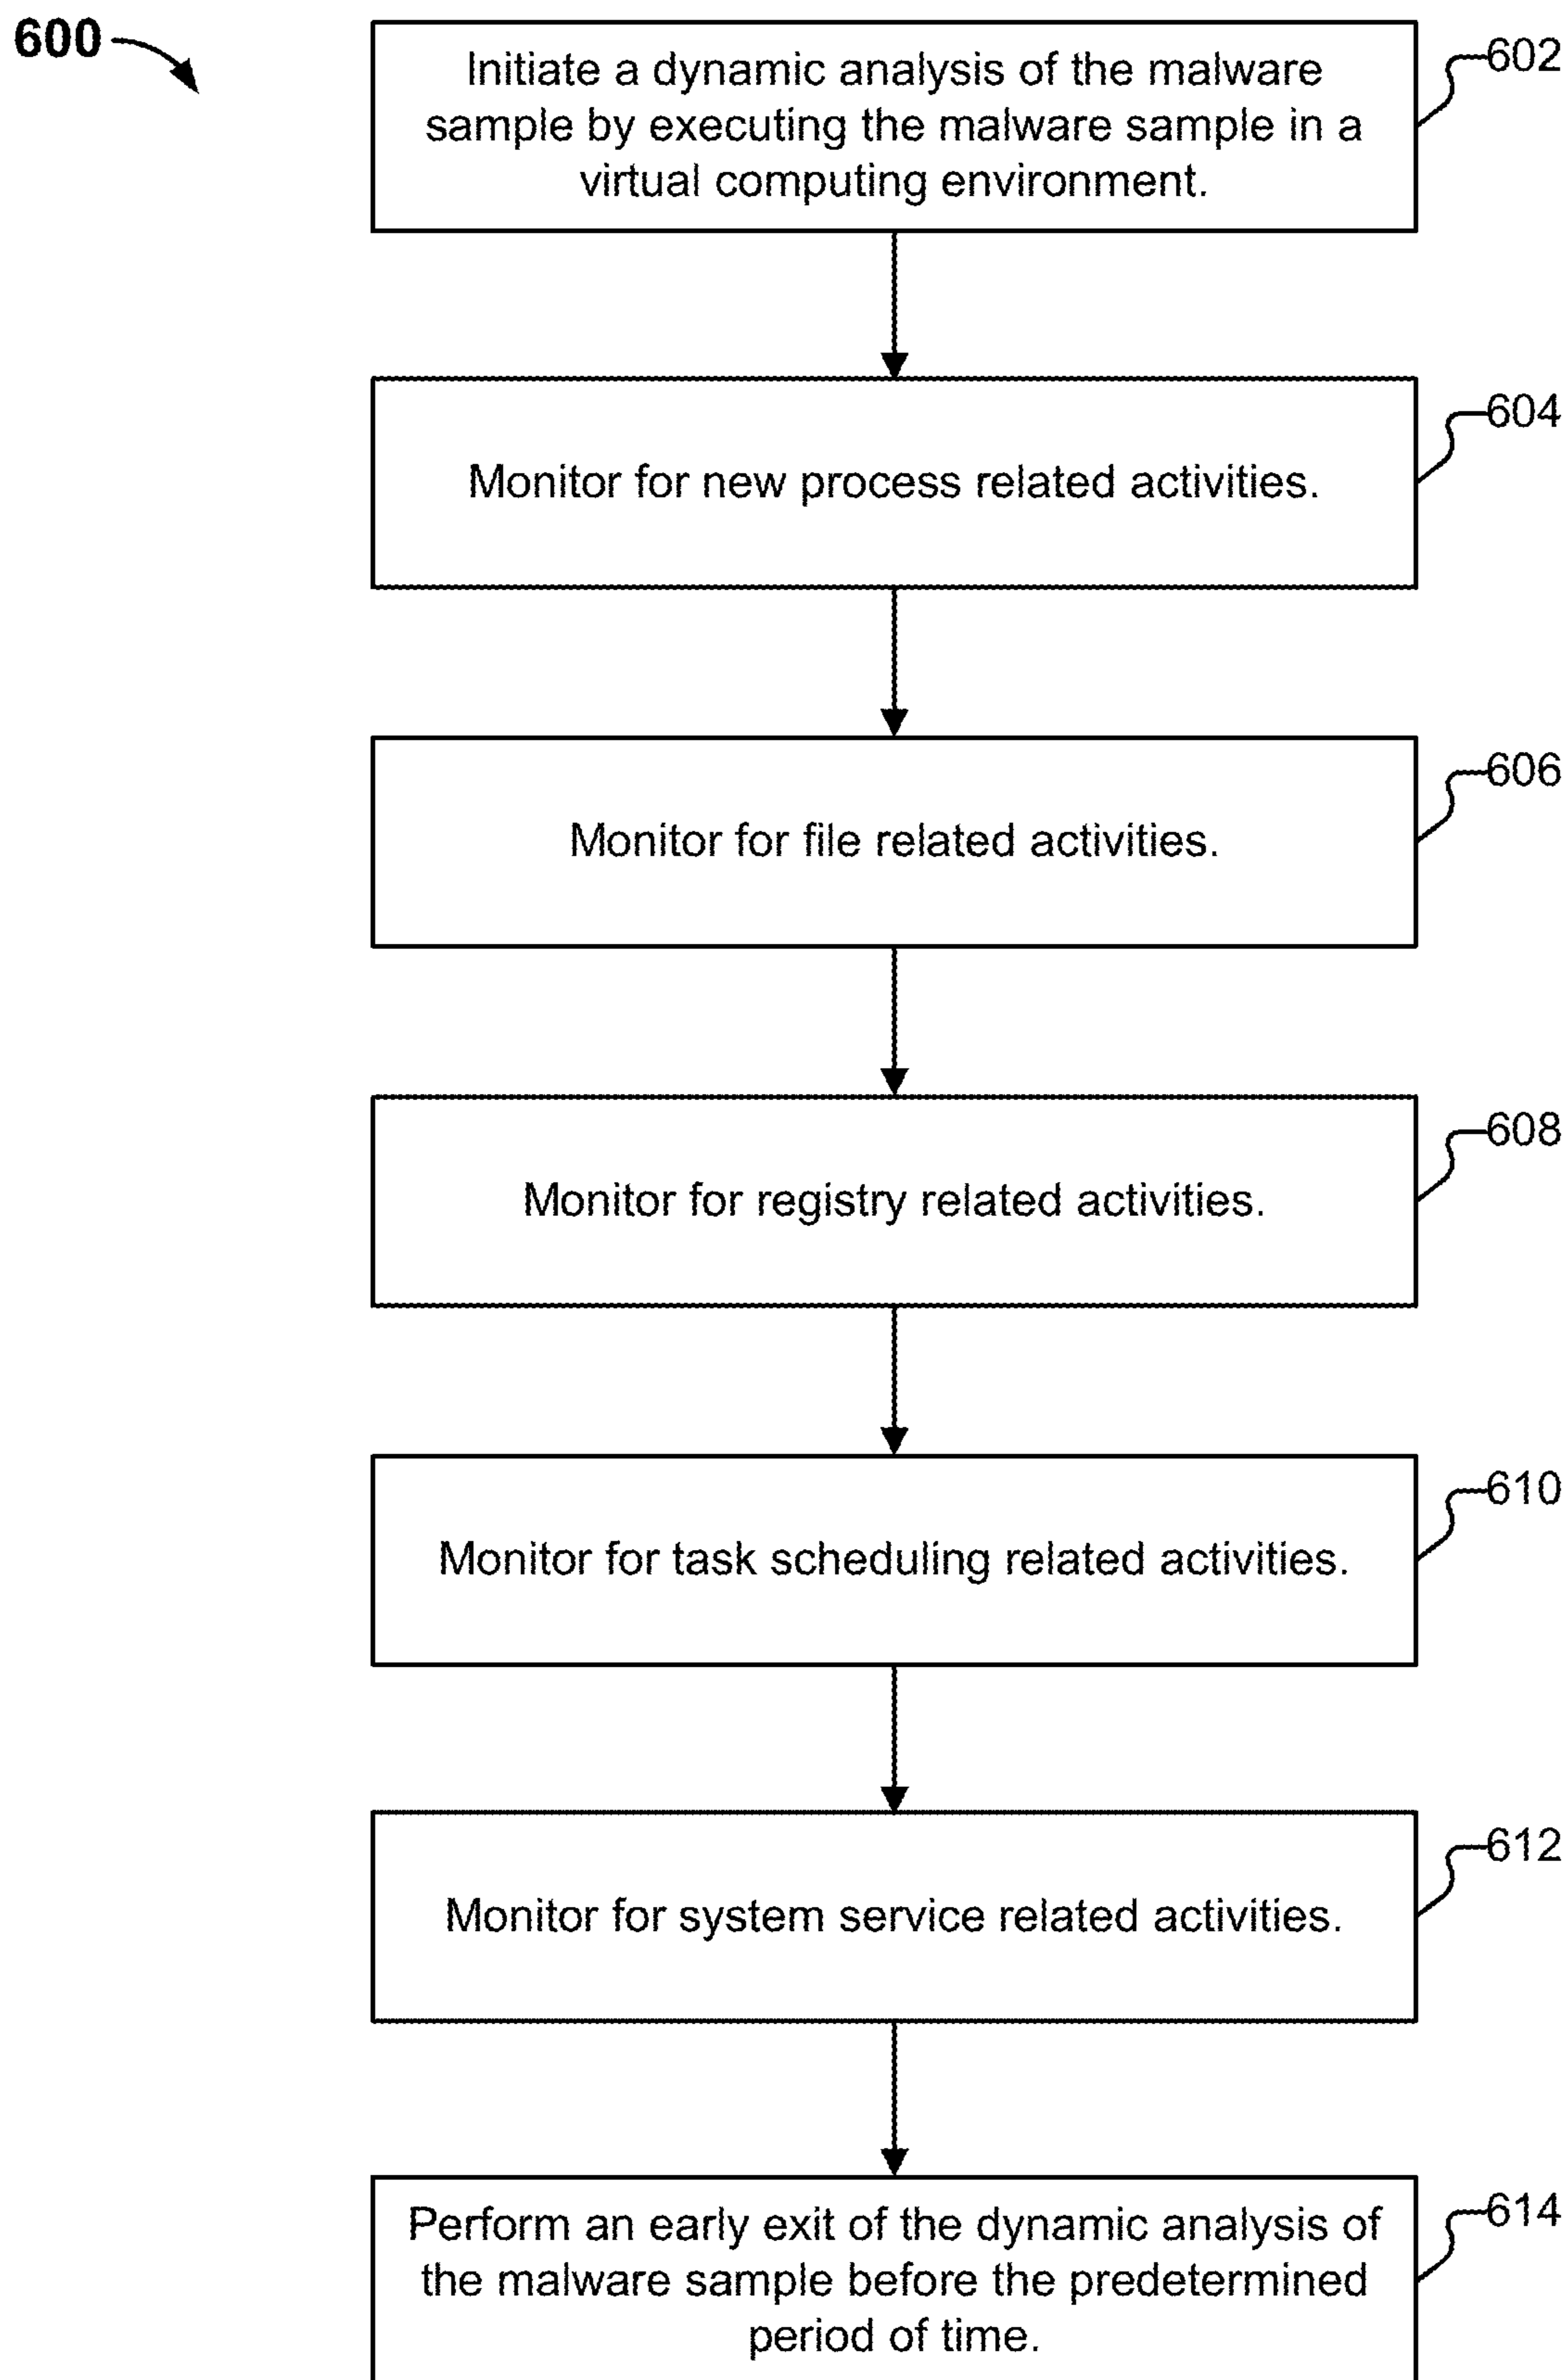 600
602
Initiate a dynamic analysis of the malware
sample by executing the malware sample in a
virtual computing environment.
604
Monitor for new process related activities.
606
Monitor for file related activities.
608
Monitor for registry related activities.
610
Monitor for task scheduling related activities.
612
Monitor for system service related activities.
614
Perform an early exit of the dynamic analysis of
the malware sample before the predetermined
period of time.